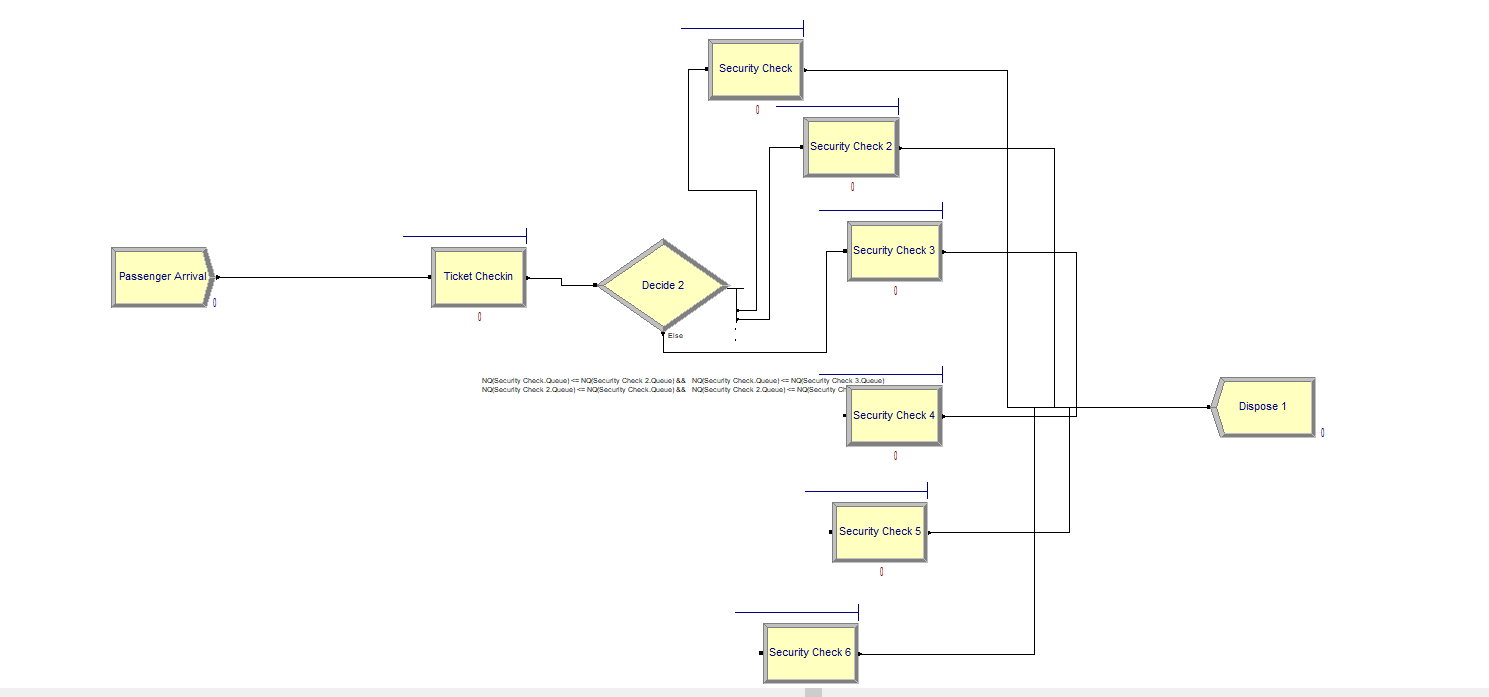 Security Check
0
Security Check 2
0
Security Check 3
0
Passenger Arrival
0
Ticket Checkin
0
Decide 2
Else
NQ(Security Check.Queue) <= NQ(Security Check 2.Queue) && NQ(Security Check.Queue) <= NQ(Security Check 3.Queue)
NQ(Security Check 2.Queue) <= NQ(Security Check.Queue) && NQ(Security Check 2.Queue) <= NQ(Security Ch
Security Check 4
0
Dispose 1
0
Security Check 5
0
Security Check 6